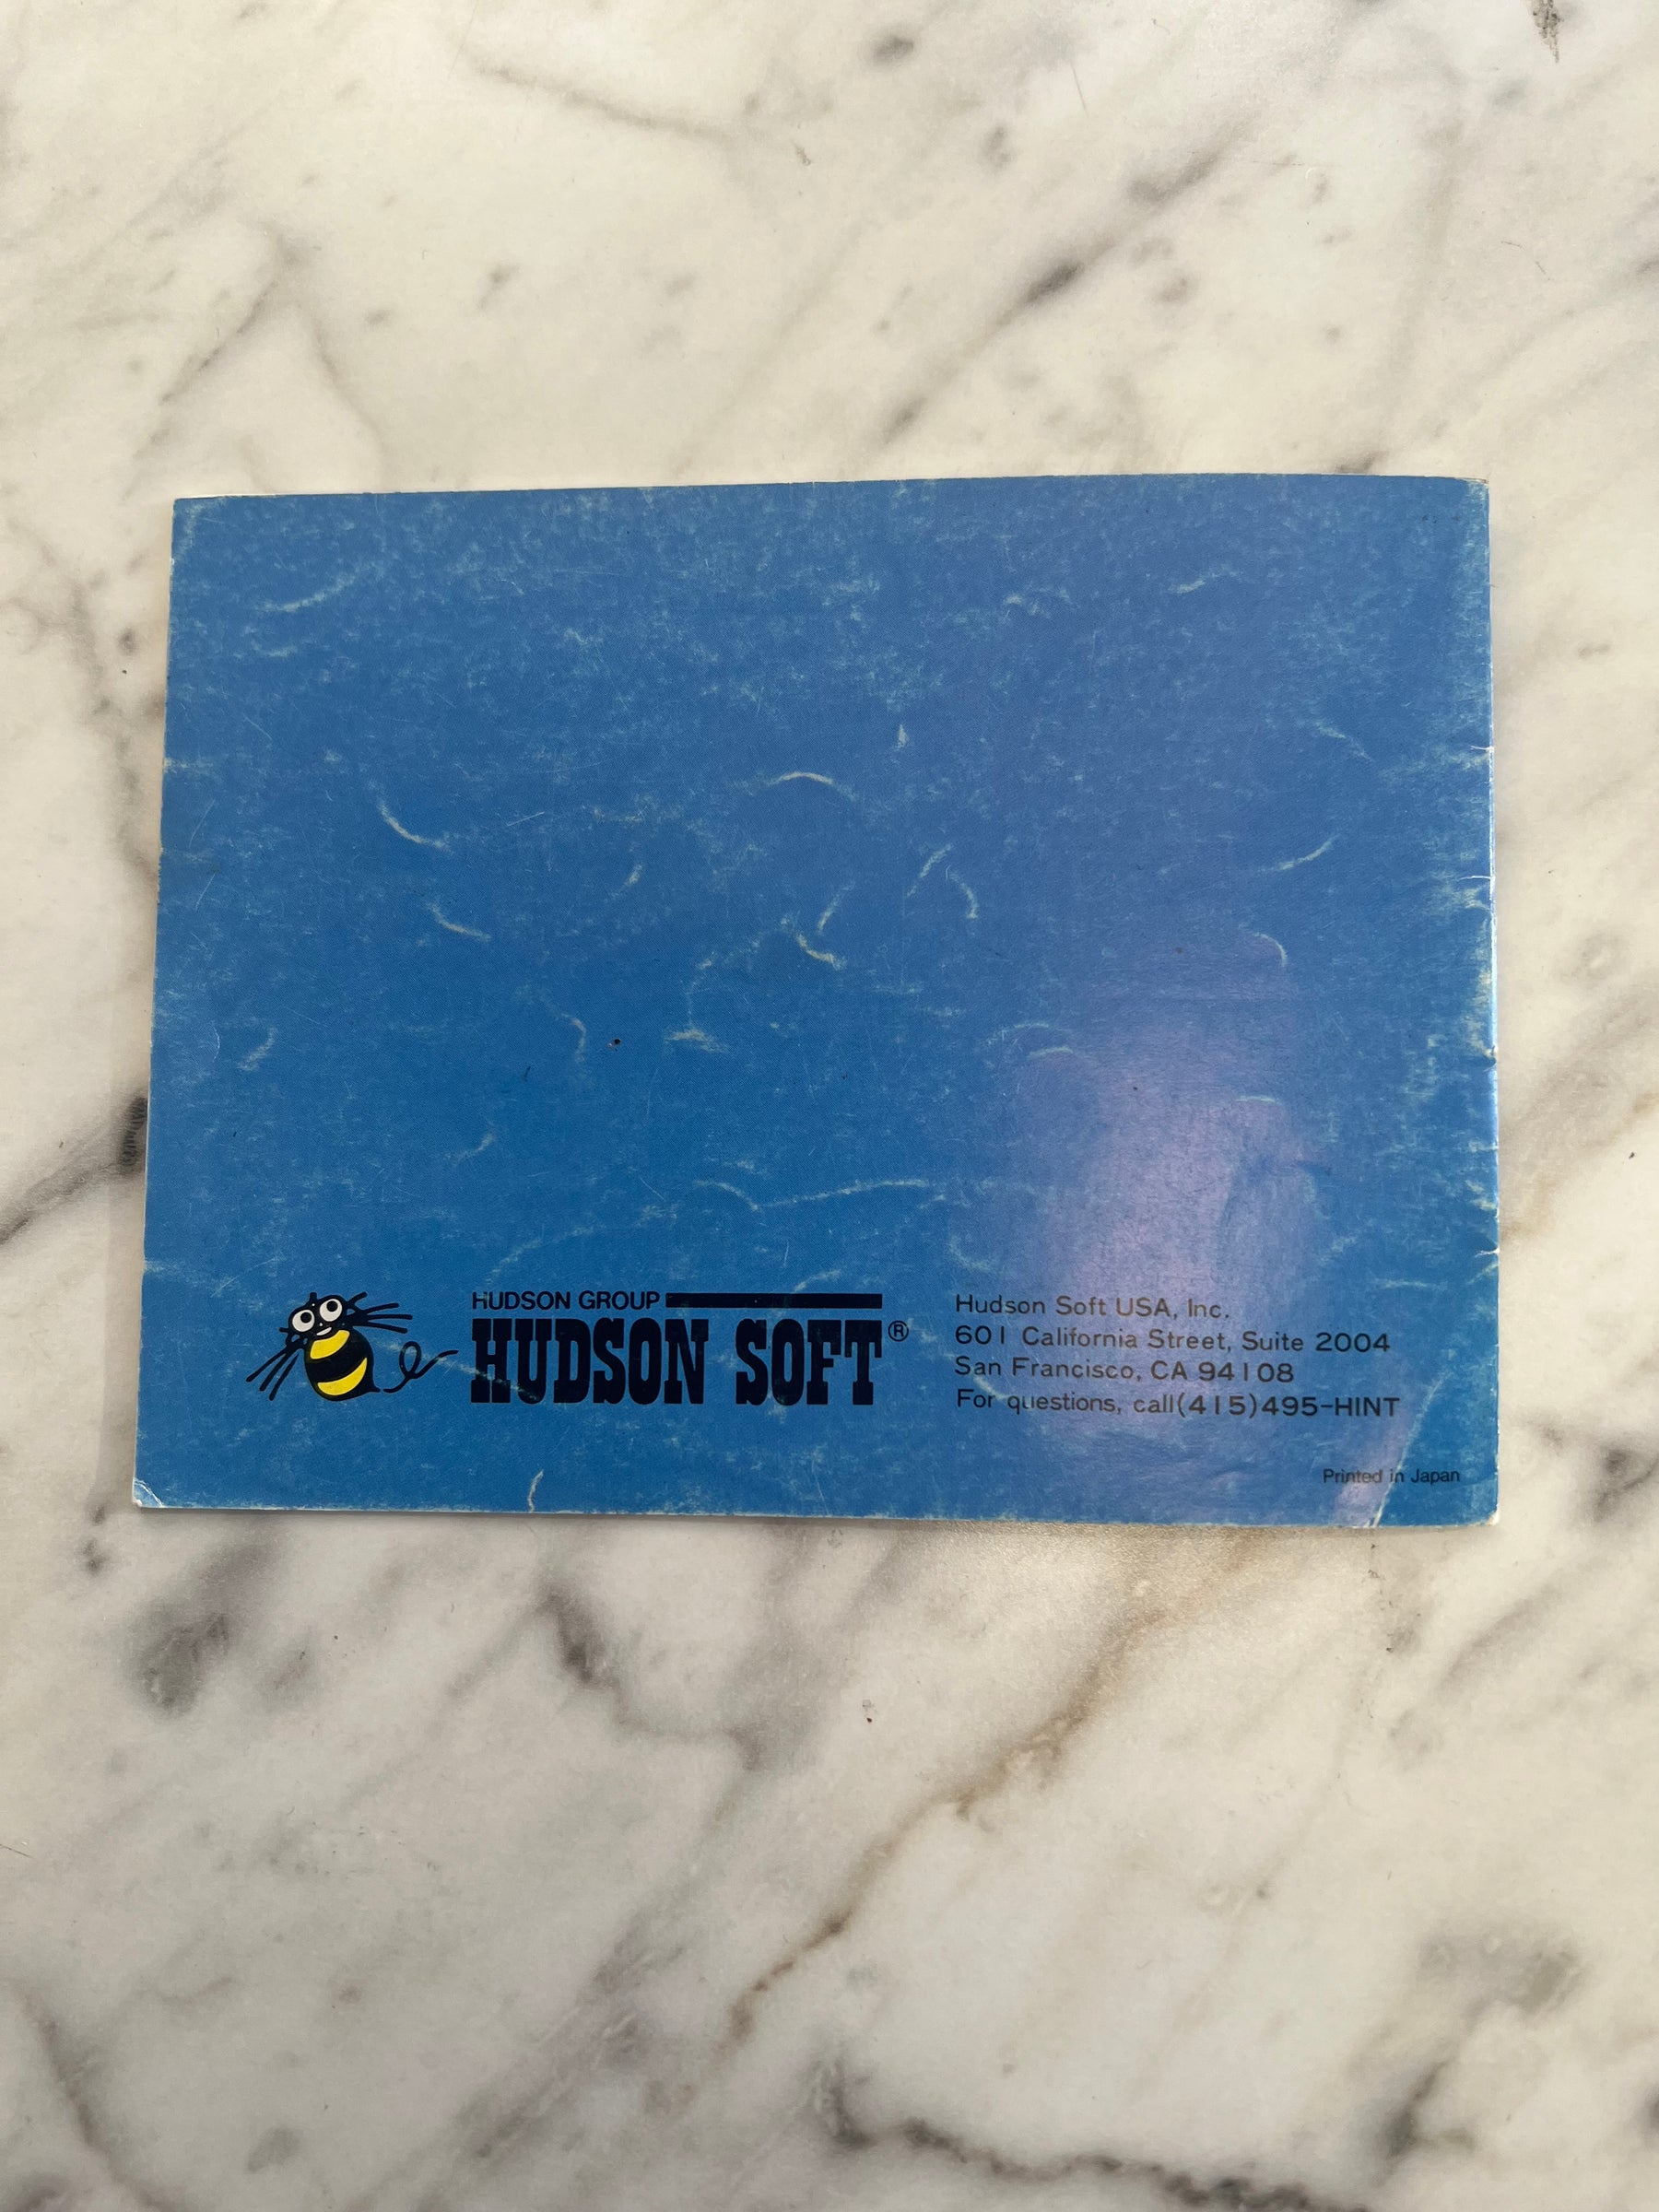 HUDSON GROUP
HUDSON SOFT®
Hudson Soft USA, Inc.
601 California Street, Suite 2004
San Francisco, CA 94108
For questions, call(415)495-HINT
Printed in Japan